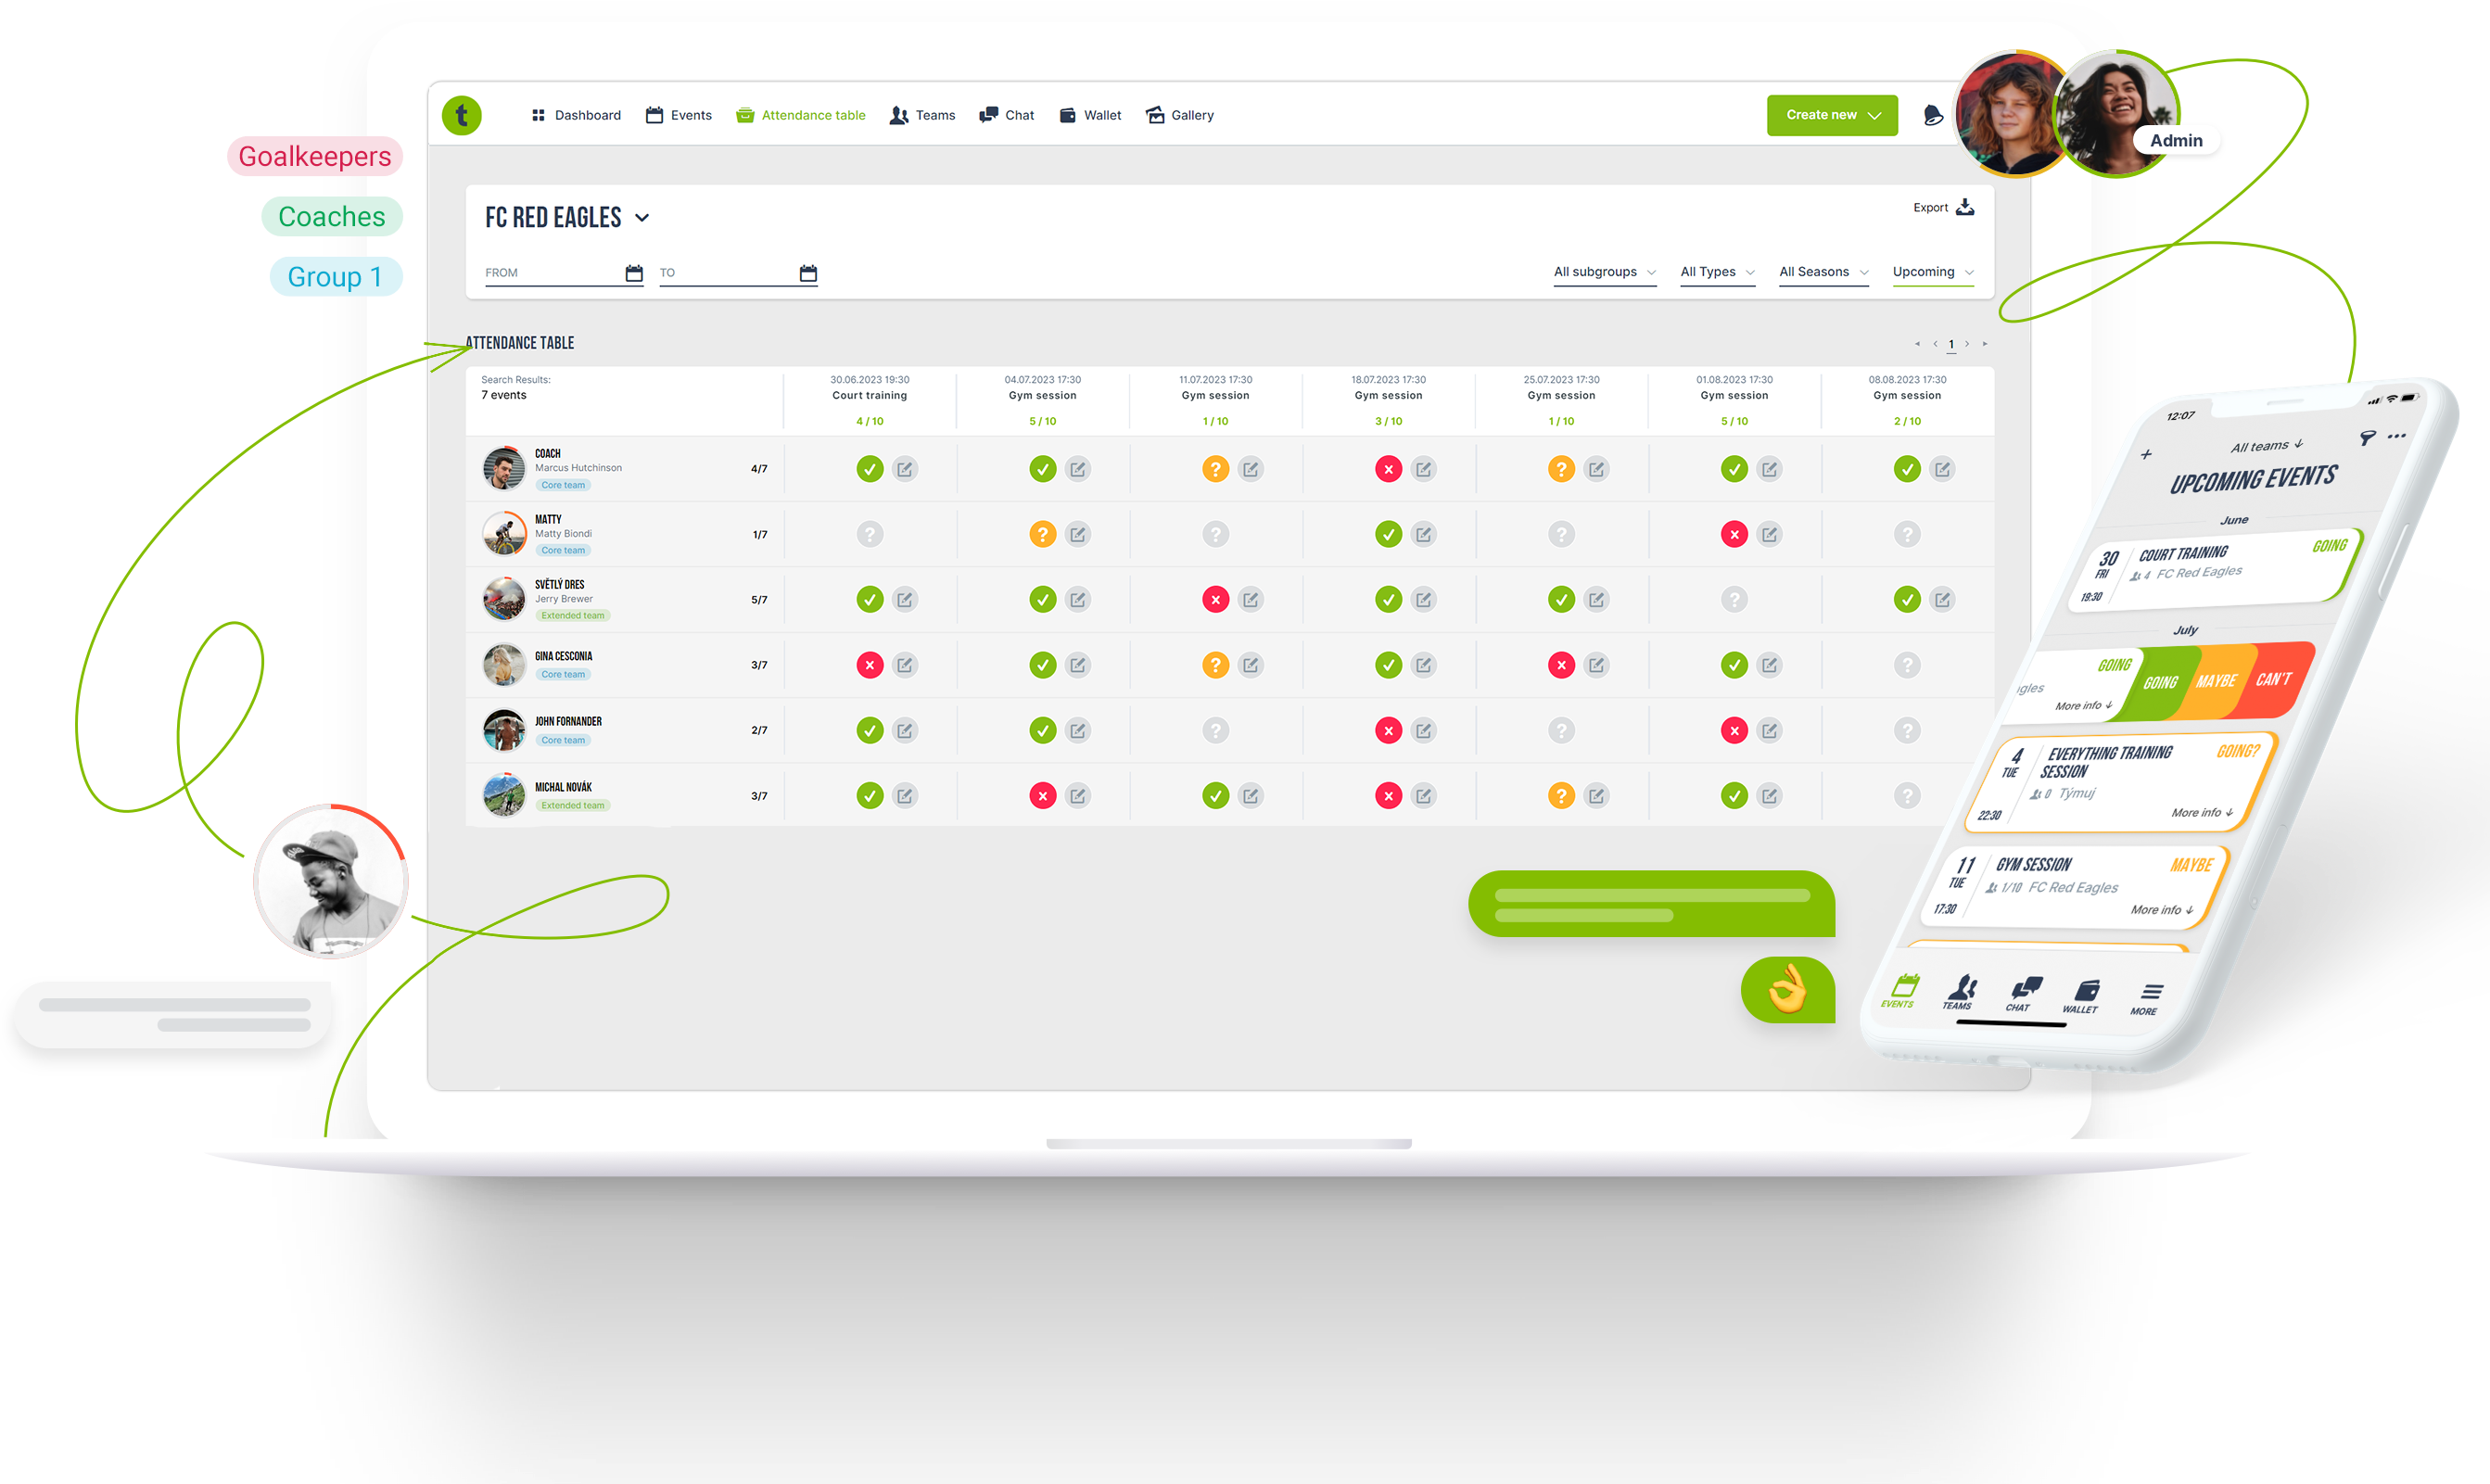 t
Dashboard
Events
Attendance table
Teams
Chat
Wallet
Gallery
Create new
Admin
Goalkeepers
Coaches
Group 1
FC RED EAGLES
Export
FROM
TO
All subgroups
All Types
All Seasons
Upcoming
ATTENDANCE TABLE
1
Search Results:
7 events
30.06.2023 19:30
Court training
4 / 10
04.07.2023 17:30
Gym session
5 / 10
11.07.2023 17:30
Gym session
1 / 10
18.07.2023 17:30
Gym session
3 / 10
25.07.2023 17:30
Gym session
1 / 10
01.08.2023 17:30
Gym session
5 / 10
08.08.2023 17:30
Gym session
2 / 10
COACH
Marcus Hutchinson
Core team
4/7
MATTY
Matty Biondi
Core team
1/7
SVĚTLÝ DRES
Jerry Brewer
Extended team
5/7
GINA CESCONIA
Core team
3/7
JOHN FORNANDER
Core team
2/7
MICHAL NOVÁK
Extended team
3/7
12:07
All teams ↓
UPCOMING EVENTS
June
30
FRI
19:30
COURT TRAINING
4 FC Red Eagles
GOING
July
GOING
gles
More info ↓
GOING
MAYBE
CAN'T
4
TUE
22:30
EVERYTHING TRAINING
SESSION
0 Týmuj
GOING?
More info ↓
11
TUE
17:30
GYM SESSION
1/10 FC Red Eagles
MAYBE
More info ↓
EVENTS
TEAMS
CHAT
WALLET
MORE